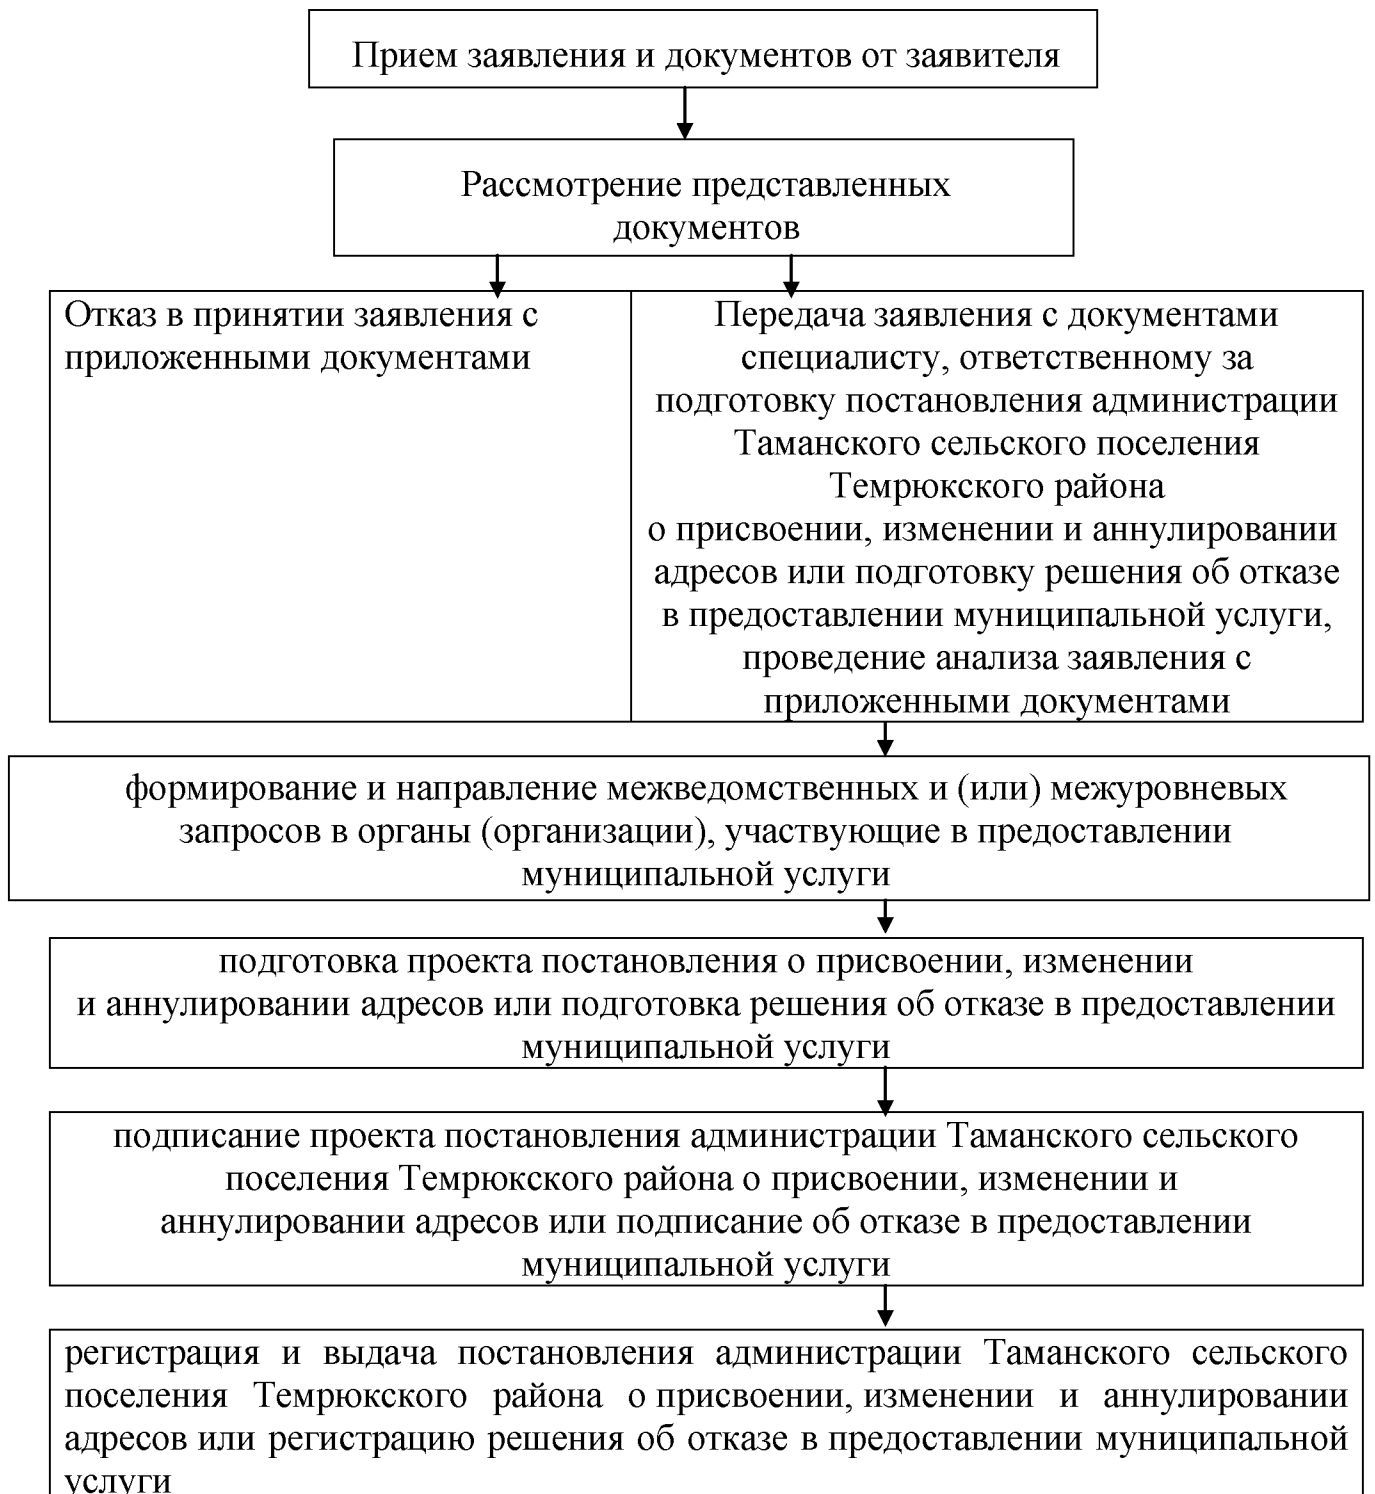 Прием заявления и документов от заявителя
Рассмотрение представленных
документов
Отказ в принятии заявления с
приложенными документами
Передача заявления с документами
специалисту, ответственному за
подготовку постановления администрации
Таманского сельского поселения
Темрюкского района
о присвоении, изменении и аннулировании
адресов или подготовку решения об отказе
в предоставлении муниципальной услуги,
проведение анализа заявления с
приложенными документами
формирование и направление межведомственных и (или) межуровневых
запросов в органы (организации), участвующие в предоставлении
муниципальной услуги
подготовка проекта постановления о присвоении, изменении
и аннулировании адресов или подготовка решения об отказе в предоставлении
муниципальной услуги
подписание проекта постановления администрации Таманского сельского
поселения Темрюкского района о присвоении, изменении и
аннулировании адресов или подписание об отказе в предоставлении
муниципальной услуги
регистрация и выдача постановления администрации Таманского сельского
поселения Темрюкского района о присвоении, изменении и аннулировании
адресов или регистрацию решения об отказе в предоставлении муниципальной
услуги